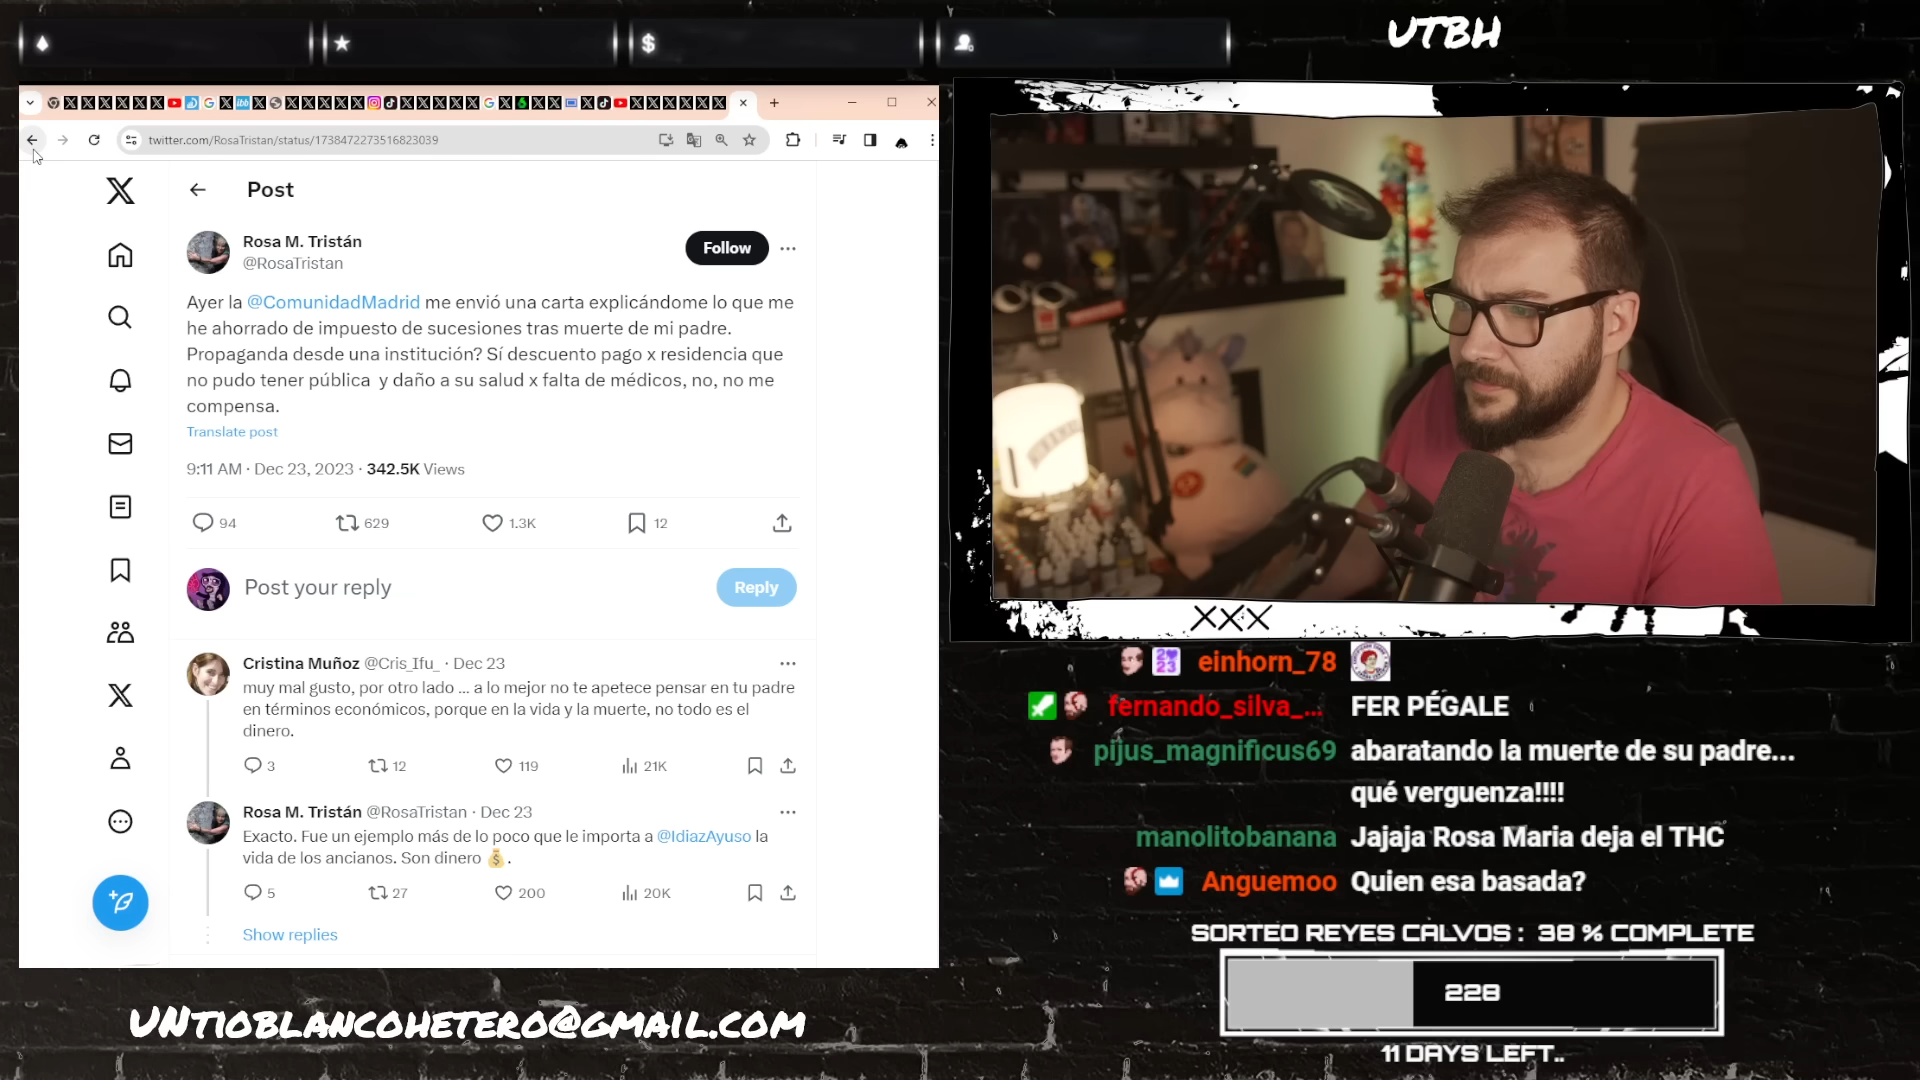 UTBH
twitter.com/RosaTristan/status/1738472273516823039
Post
Rosa M. Tristán
@RosaTristan
Follow
Ayer la @ComunidadMadrid me envió una carta explicándome lo que me
he ahorrado de impuesto de sucesiones tras muerte de mi padre.
Propaganda desde una institución? Sí descuento pago x residencia que
no pudo tener pública y daño a su salud x falta de médicos, no, no me
compensa.
Translate post
9:11 AM · Dec 23, 2023 · 342.5K Views
94 629 1.3K 12
Post your reply
Reply
Cristina Muñoz @Cris_Ifu_ · Dec 23
muy mal gusto, por otro lado ... a lo mejor no te apetece pensar en tu padre
en términos económicos, porque en la vida y la muerte, no todo es el
dinero.
3 12 119 21K
Rosa M. Tristán @RosaTristan · Dec 23
Exacto. Fue un ejemplo más de lo poco que le importa a @IdiazAyuso la
vida de los ancianos. Son dinero 💰.
5 27 200 20K
Show replies
UNTIOBLANCOHETERO@GMAIL.COM
XXX
einhorn_78
fernando_silva_... FER PÉGALE
pijus_magnificus69 abaratando la muerte de su padre...
qué verguenza!!!!
manolitobanana Jajaja Rosa Maria deja el THC
Anguemoo Quien esa basada?
SORTEO REYES CALVOS : 38 % COMPLETE
228
11 DAYS LEFT..